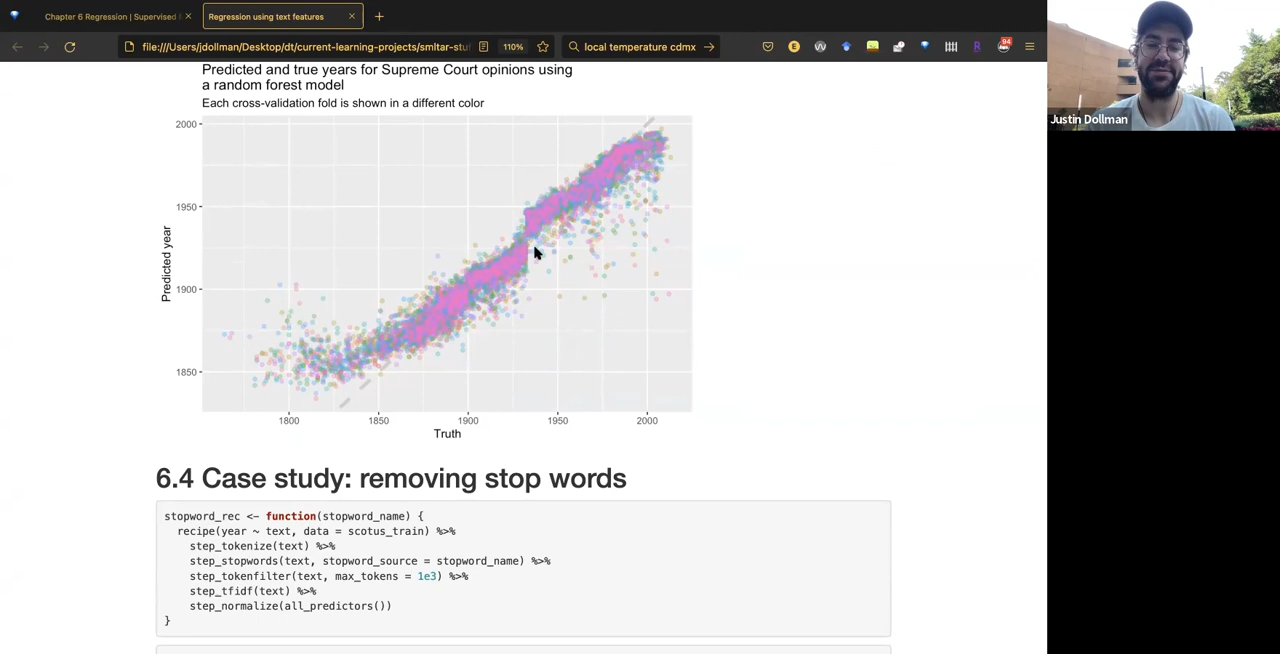 Chapter 6 Regression | Supervised
Regression using text features
file:///Users/jdollman/Desktop/dt/current-learning-projects/smltar-stu
110%
local temperature cdmx
94
Justin Dollman
Predicted and true years for Supreme Court opinions using
a random forest model
Each cross-validation fold is shown in a different color
2000
1950
1900
1850
Predicted year
1800
1850
1900
1950
2000
Truth
6.4 Case study: removing stop words
stopword_rec <- function(stopword_name) {
recipe(year ~ text, data = scotus_train) %>%
step_tokenize(text) %>%
step_stopwords(text, stopword_source = stopword_name) %>%
step_tokenfilter(text, max_tokens = 1e3) %>%
step_tfidf(text) %>%
step_normalize(all_predictors())
}